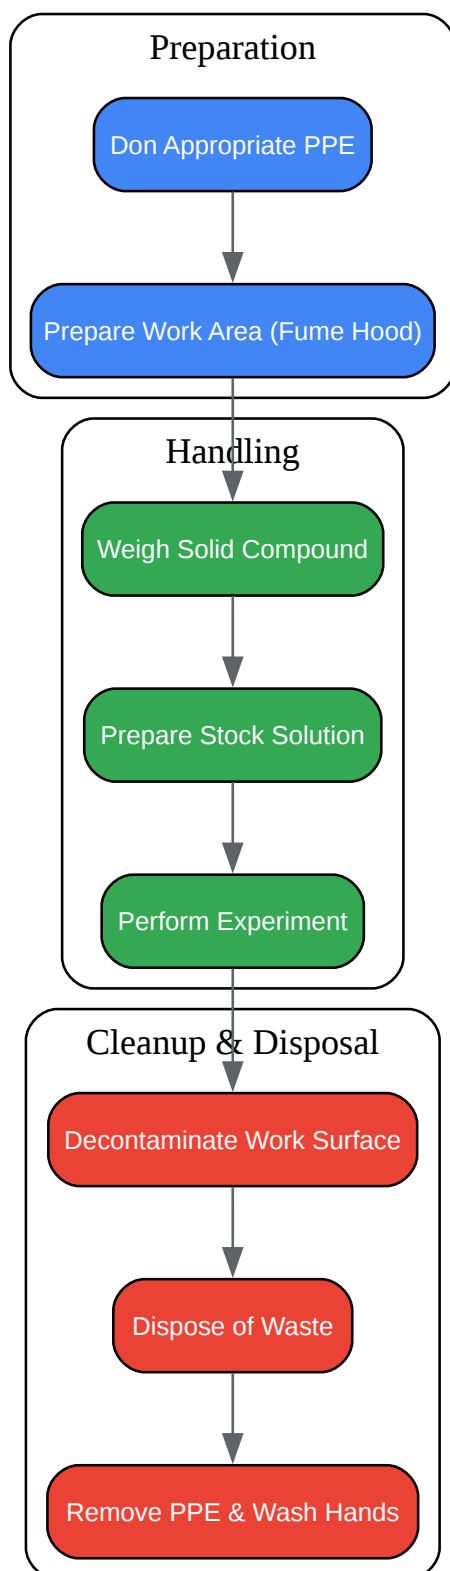 Preparation
Don Appropriate PPE
Prepare Work Area (Fume Hood)
Handling
Weigh Solid Compound
Prepare Stock Solution
Perform Experiment
Cleanup & Disposal
Decontaminate Work Surface
Dispose of Waste
Remove PPE & Wash Hands